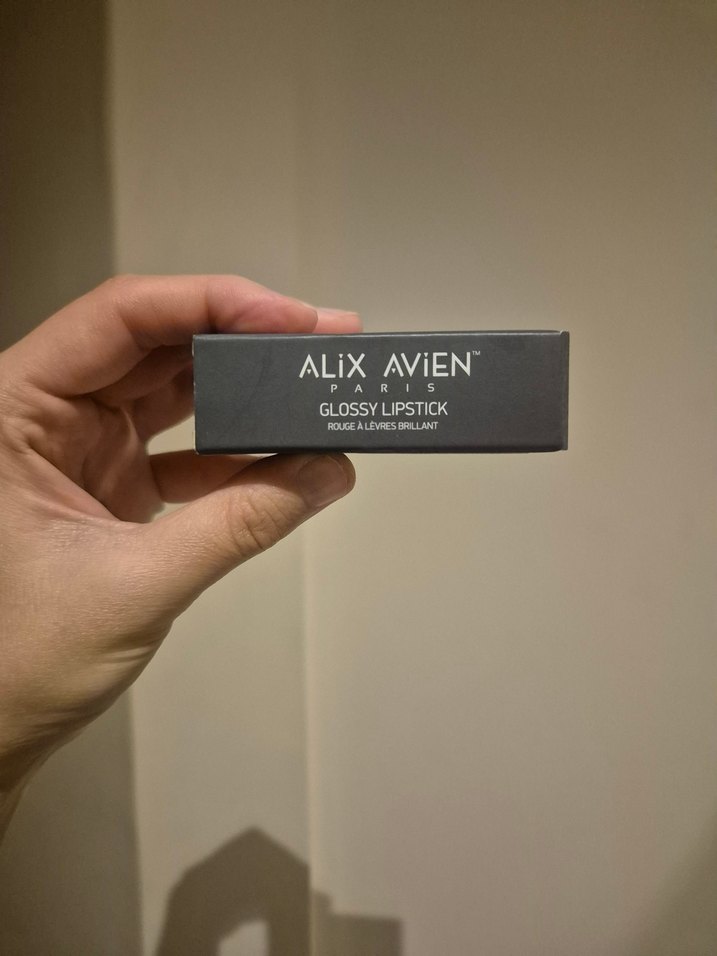 ALiX AViEN™
PARIS
GLOSSY LIPSTICK
ROUGE À LÈVRES BRILLANT